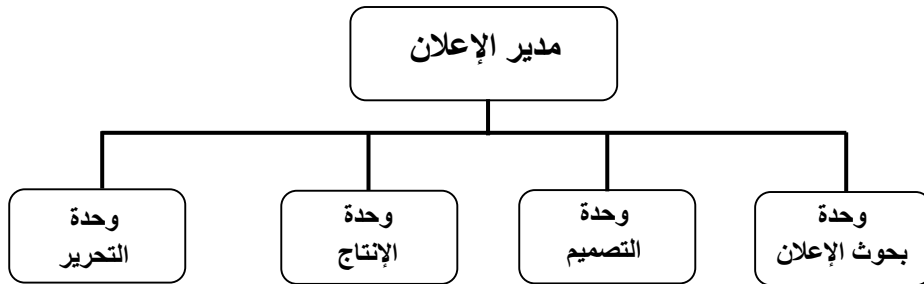 مدير الإعلان
وحدة
بحوث الإعلان
وحدة
التصميم
وحدة
الإنتاج
وحدة
التحرير